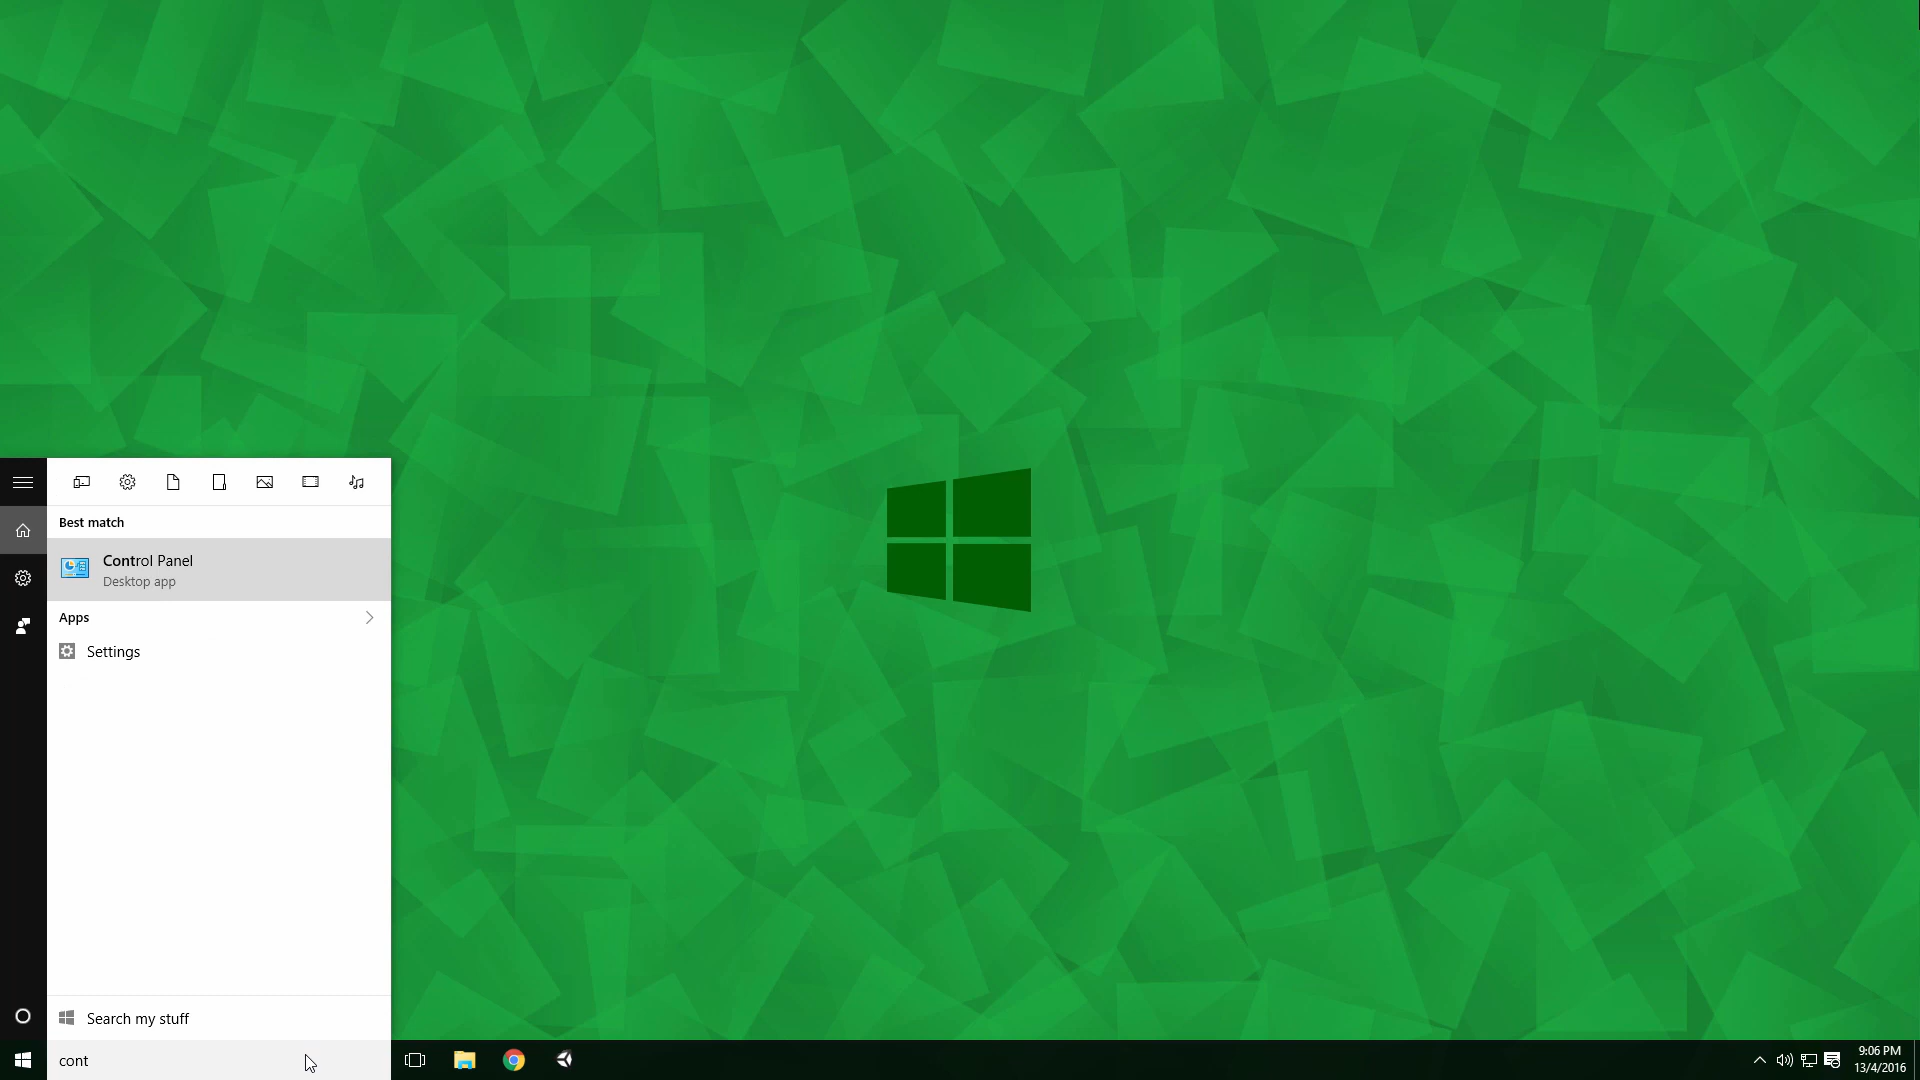 Best match
Control Panel
Desktop app
Apps
Settings
Search my stuff
cont
9:06 PM
13/4/2016